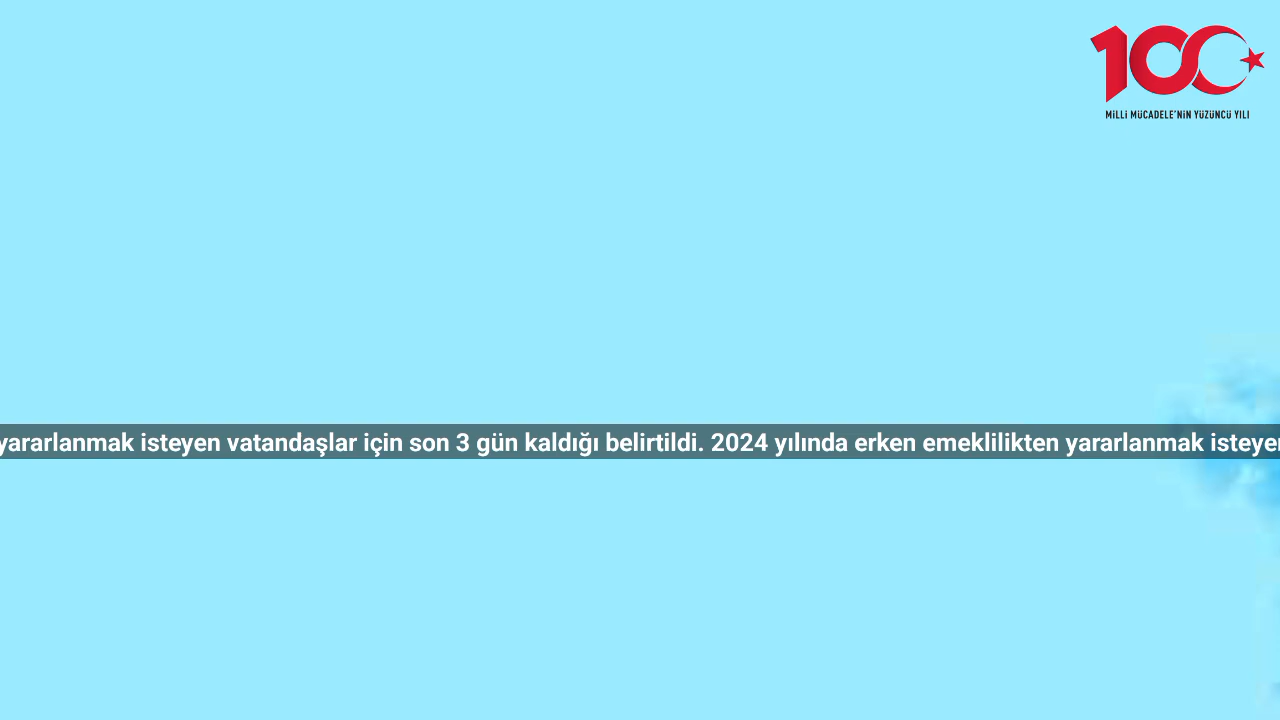 100
MİLLİ MÜCADELE'NİN YÜZÜNCÜ YILI
yararlanmak isteyen vatandaşlar için son 3 gün kaldığı belirtildi. 2024 yılında erken emeklilikten yararlanmak isteyen